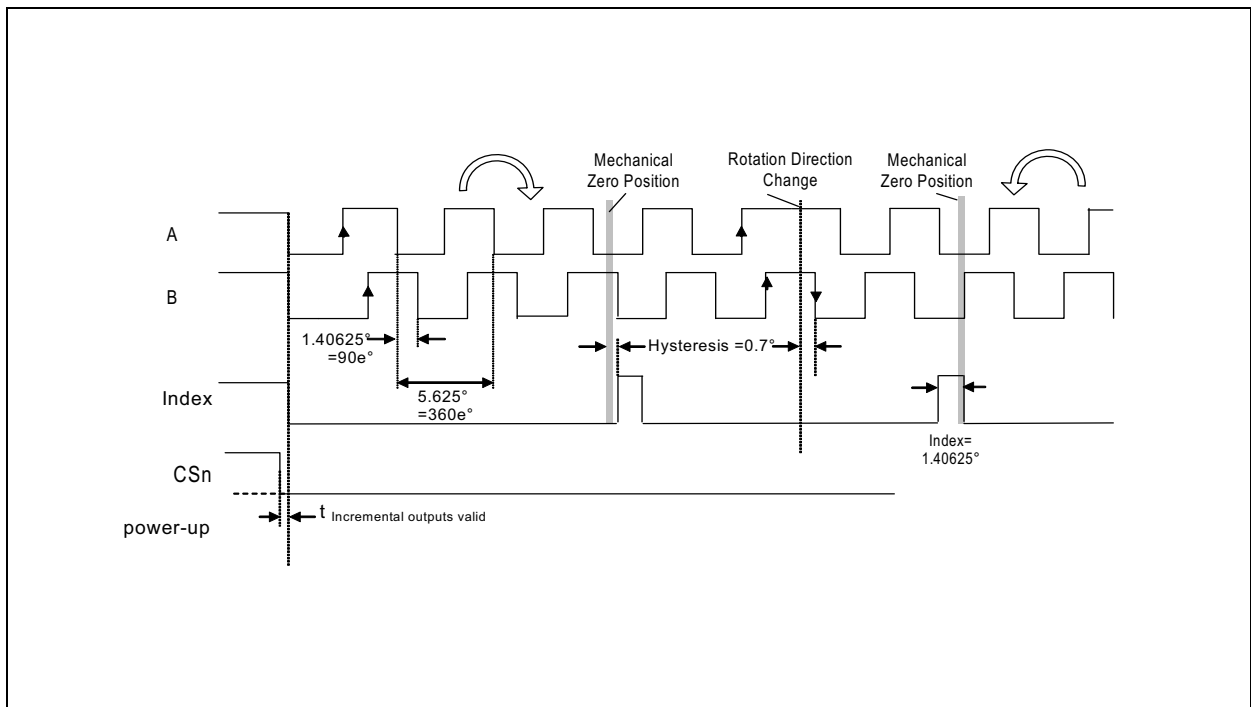 Mechanical
Zero Position
Rotation Direction
Change
Mechanical
Zero Position
A
B
1.40625°
=90e°
Hysteresis =0.7°
Index
5.625°
=360e°
Index=
1.40625°
CSn
t Incremental outputs valid
power-up